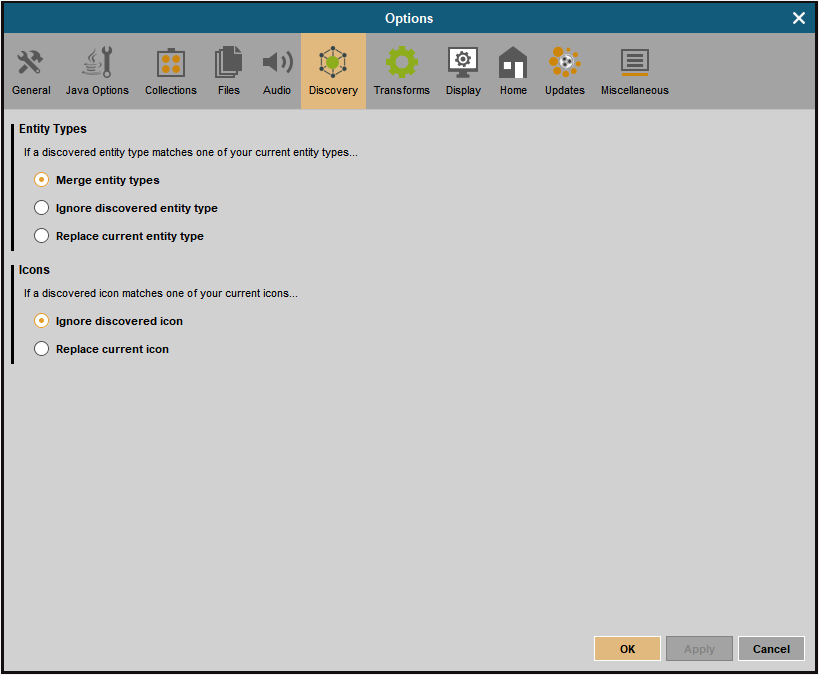 Options
General Java Options Collections Files Audio Discovery Transforms Display Home Updates Miscellaneous
Entity Types
If a discovered entity type matches one of your current entity types...
Merge entity types
Ignore discovered entity type
Replace current entity type
Icons
If a discovered icon matches one of your current icons...
Ignore discovered icon
Replace current icon
OK Apply Cancel